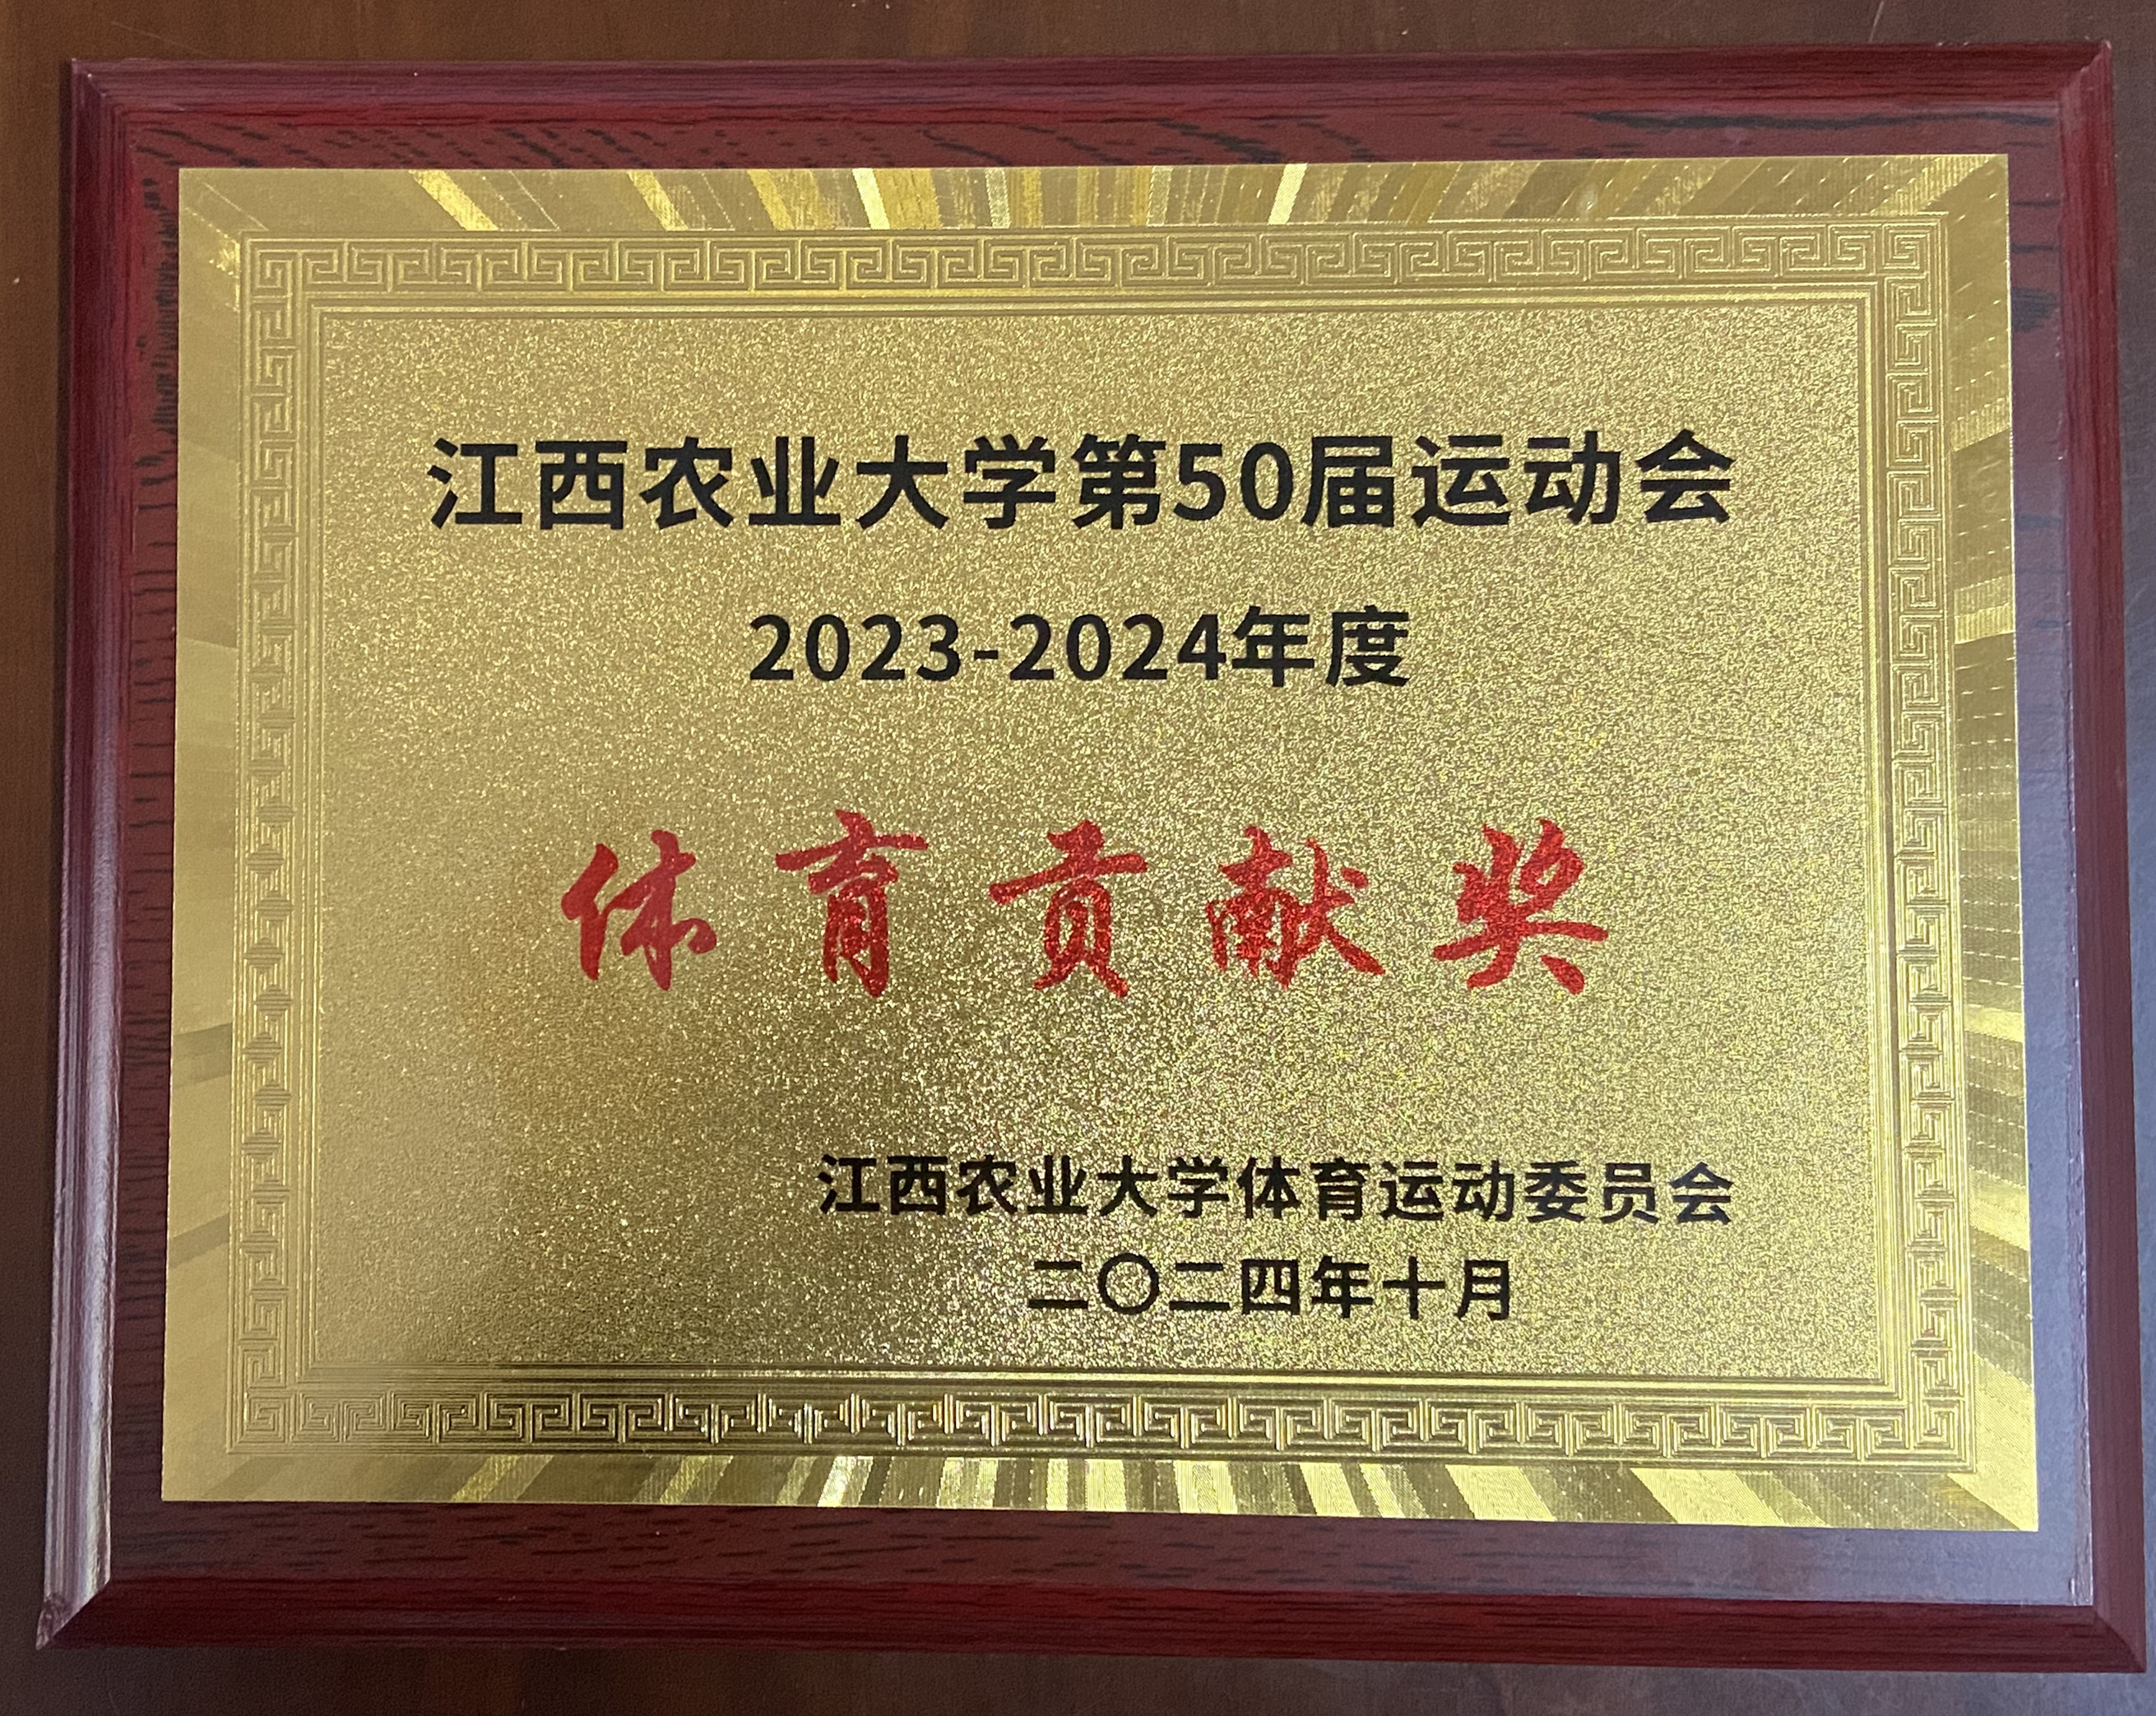 江西农业大学第50届运动会
2023-2024年度
体育贡献奖
江西农业大学体育运动委员会
二〇二四年十月